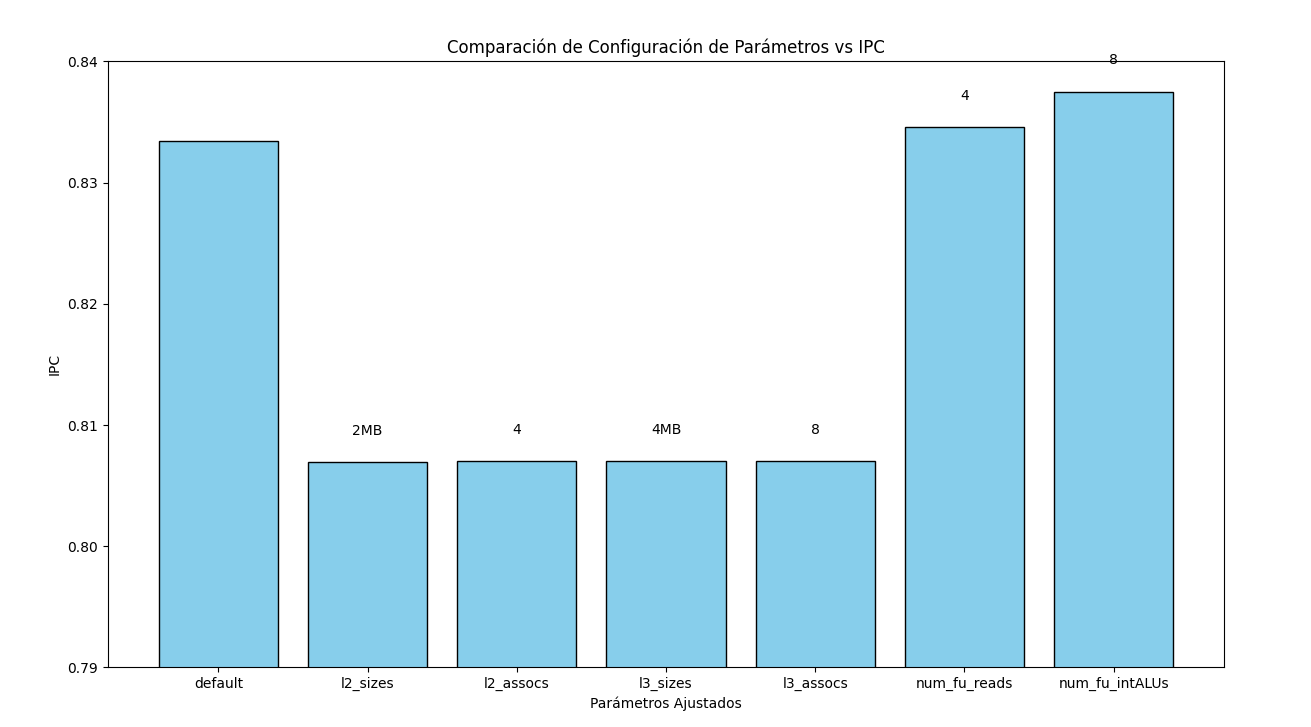 Comparación de Configuración de Parámetros vs IPC
0.84
0.83
0.82
0.81
0.80
0.79
IPC
2MB
4
4MB
8
4
8
default
l2_sizes
l2_assocs
l3_sizes
l3_assocs
num_fu_reads
num_fu_intALUs
Parámetros Ajustados